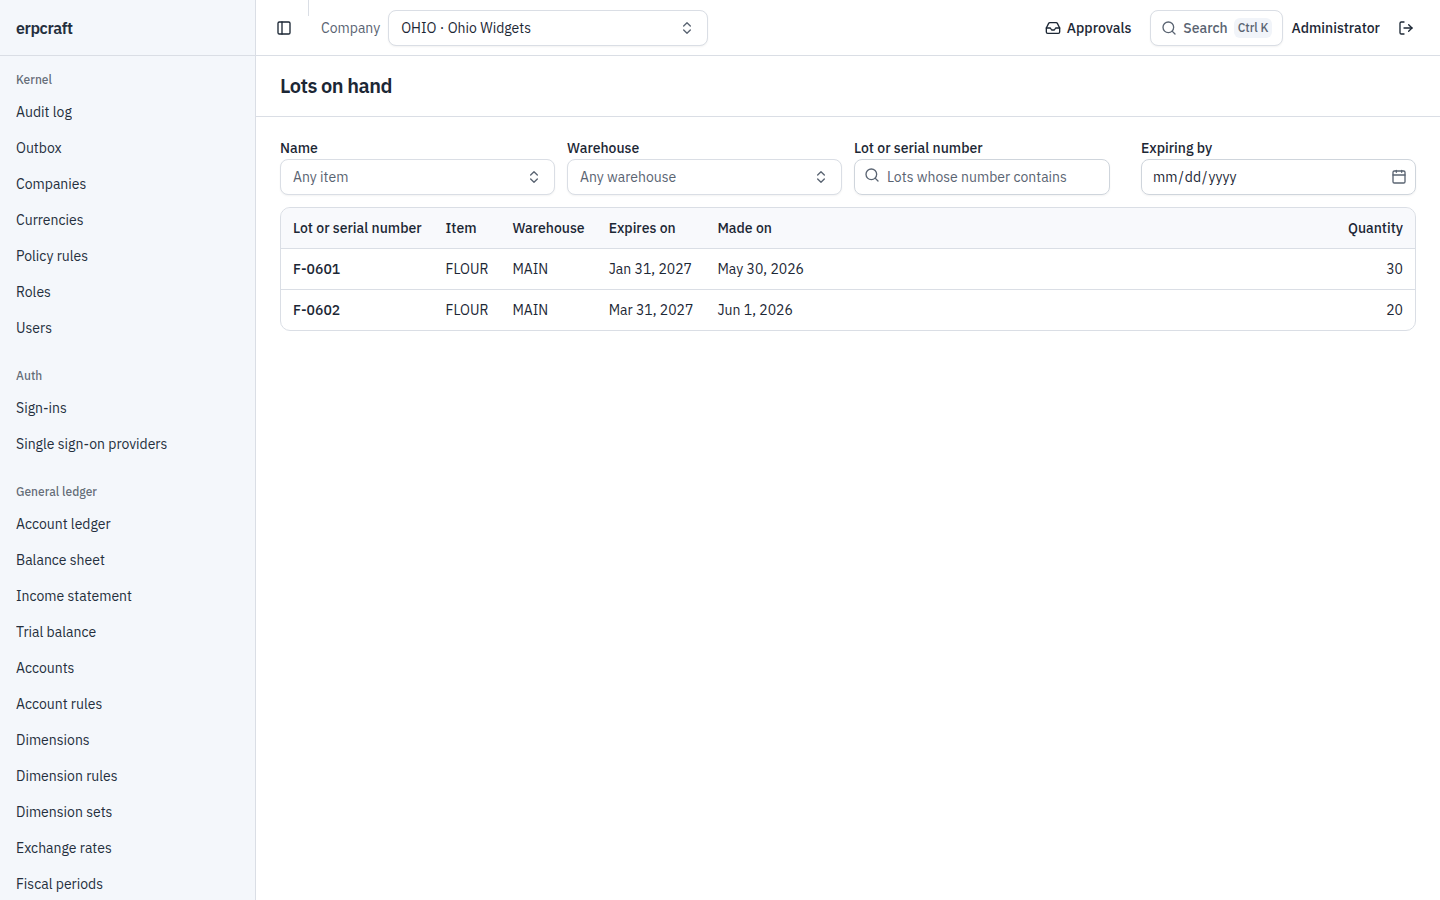 erpcraft
Company
OHIO · Ohio Widgets
Approvals
Search Ctrl K
Administrator
Kernel
Audit log
Outbox
Companies
Currencies
Policy rules
Roles
Users
Auth
Sign-ins
Single sign-on providers
General ledger
Account ledger
Balance sheet
Income statement
Trial balance
Accounts
Account rules
Dimensions
Dimension rules
Dimension sets
Exchange rates
Fiscal periods
Lots on hand
Name Warehouse Lot or serial number Expiring by
Any item Any warehouse Lots whose number contains mm/dd/yyyy
Lot or serial number Item Warehouse Expires on Made on Quantity
F-0601 FLOUR MAIN Jan 31, 2027 May 30, 2026 30
F-0602 FLOUR MAIN Mar 31, 2027 Jun 1, 2026 20